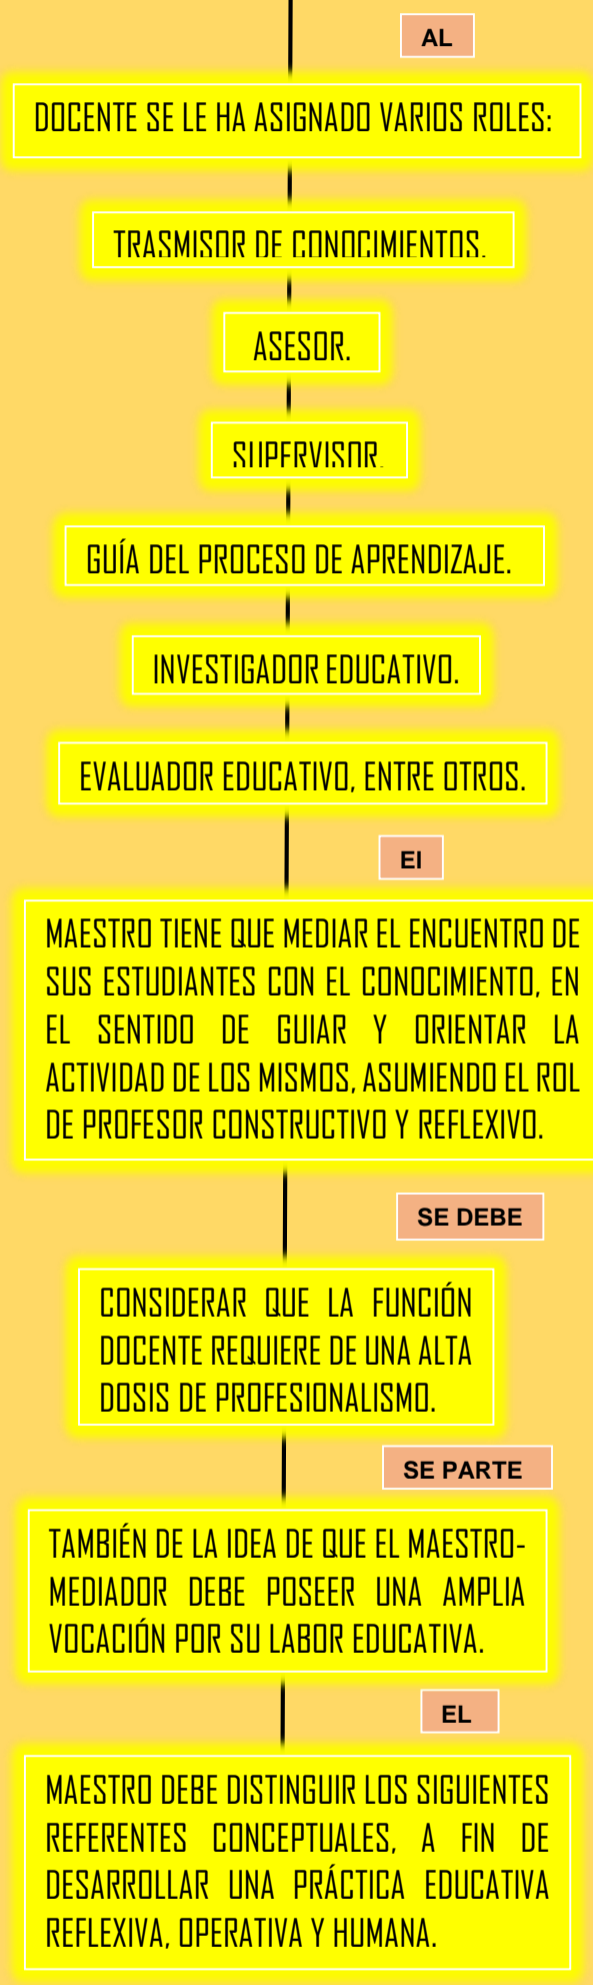 AL
DOCENTE SE LE HA ASIGNADO VARIOS ROLES:
TRASMISOR DE CONOCIMIENTOS.
ASESOR.
SUPERVISOR.
GUÍA DEL PROCESO DE APRENDIZAJE.
INVESTIGADOR EDUCATIVO.
EVALUADOR EDUCATIVO, ENTRE OTROS.
El
MAESTRO TIENE QUE MEDIAR EL ENCUENTRO DE
SUS ESTUDIANTES CON EL CONOCIMIENTO, EN
EL SENTIDO DE GUIAR Y ORIENTAR LA
ACTIVIDAD DE LOS MISMOS, ASUMIENDO EL ROL
DE PROFESOR CONSTRUCTIVO Y REFLEXIVO.
SE DEBE
CONSIDERAR QUE LA FUNCIÓN
DOCENTE REQUIERE DE UNA ALTA
DOSIS DE PROFESIONALISMO.
SE PARTE
TAMBIÉN DE LA IDEA DE QUE EL MAESTRO-
MEDIADOR DEBE POSEER UNA AMPLIA
VOCACIÓN POR SU LABOR EDUCATIVA.
EL
MAESTRO DEBE DISTINGUIR LOS SIGUIENTES
REFERENTES CONCEPTUALES, A FIN DE
DESARROLLAR UNA PRÁCTICA EDUCATIVA
REFLEXIVA, OPERATIVA Y HUMANA.